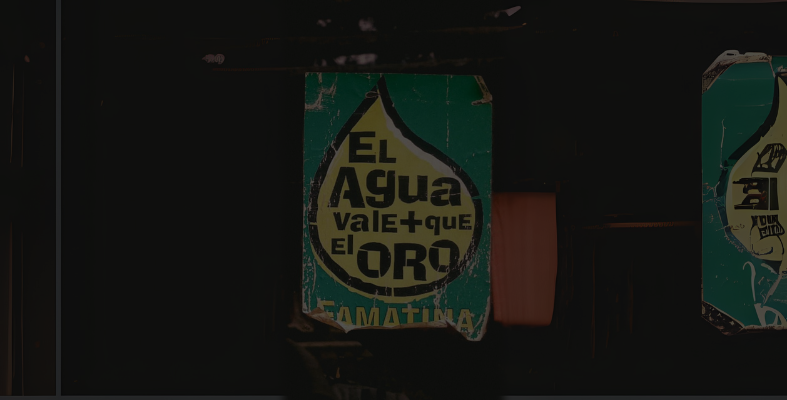 EL
Agua
vale+que
el ORO
FAMATINA